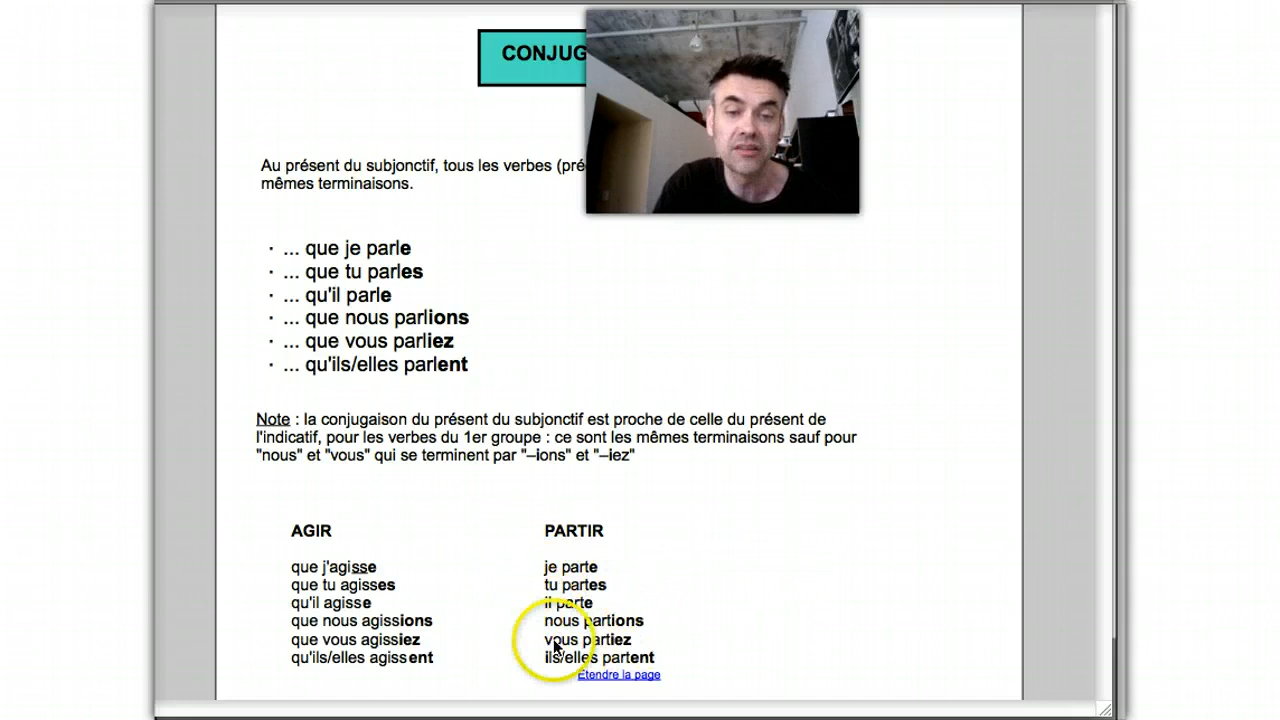 CONJUG
Au présent du subjonctif, tous les verbes (pré
mêmes terminaisons.
· ... que je parle
· ... que tu parles
· ... qu'il parle
· ... que nous parlions
· ... que vous parliez
· ... qu'ils/elles parlent
Note : la conjugaison du présent du subjonctif est proche de celle du présent de
l'indicatif, pour les verbes du 1er groupe : ce sont les mêmes terminaisons sauf pour
"nous" et "vous" qui se terminent par "–ions" et "–iez"
AGIR
que j'agisse
que tu agisses
qu'il agisse
que nous agissions
que vous agissiez
qu'ils/elles agissent
PARTIR
je parte
tu partes
il parte
nous partions
vous partiez
ils/elles partent
Etendre la page